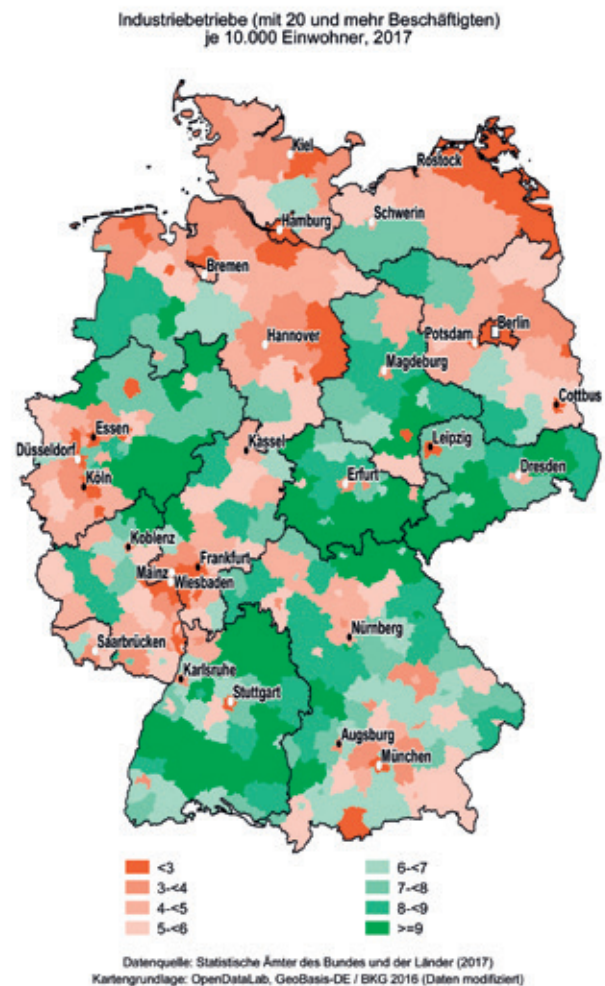 Industriebetriebe (mit 20 und mehr Beschäftigten)
je 10.000 Einwohner, 2017
Kiel
Rostock
Hamburg
Schwerin
Bremen
Hannover
Potsdam
Berlin
Magdeburg
Cottbus
Essen
Düsseldorf
Kassel
Leipzig
Köln
Erfurt
Dresden
Koblenz
Frankfurt
Mainz
Wiesbaden
Nürnberg
Saarbrücken
Karlsruhe
Stuttgart
Augsburg
München
<3
3-<4
4-<5
5-<6
6-<7
7-<8
8-<9
>=9
Datenquelle: Statistische Ämter des Bundes und der Länder (2017)
Kartengrundlage: OpenDataLab, GeoBasis-DE / BKG 2016 (Daten modifiziert)